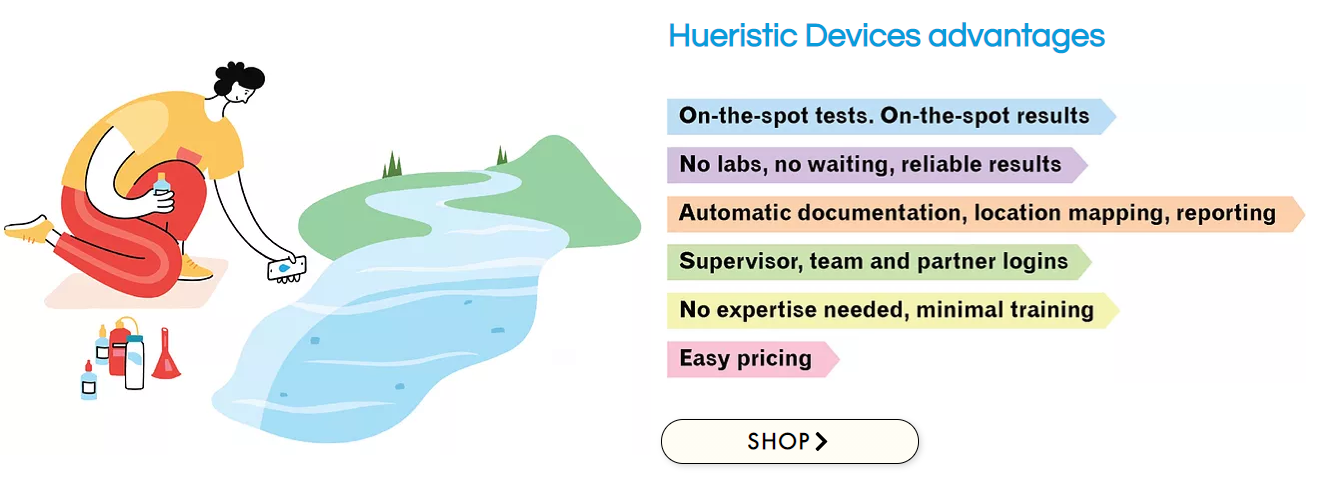 Hueristic Devices advantages
On-the-spot tests. On-the-spot results
No labs, no waiting, reliable results
Automatic documentation, location mapping, reporting
Supervisor, team and partner logins
No expertise needed, minimal training
Easy pricing
SHOP